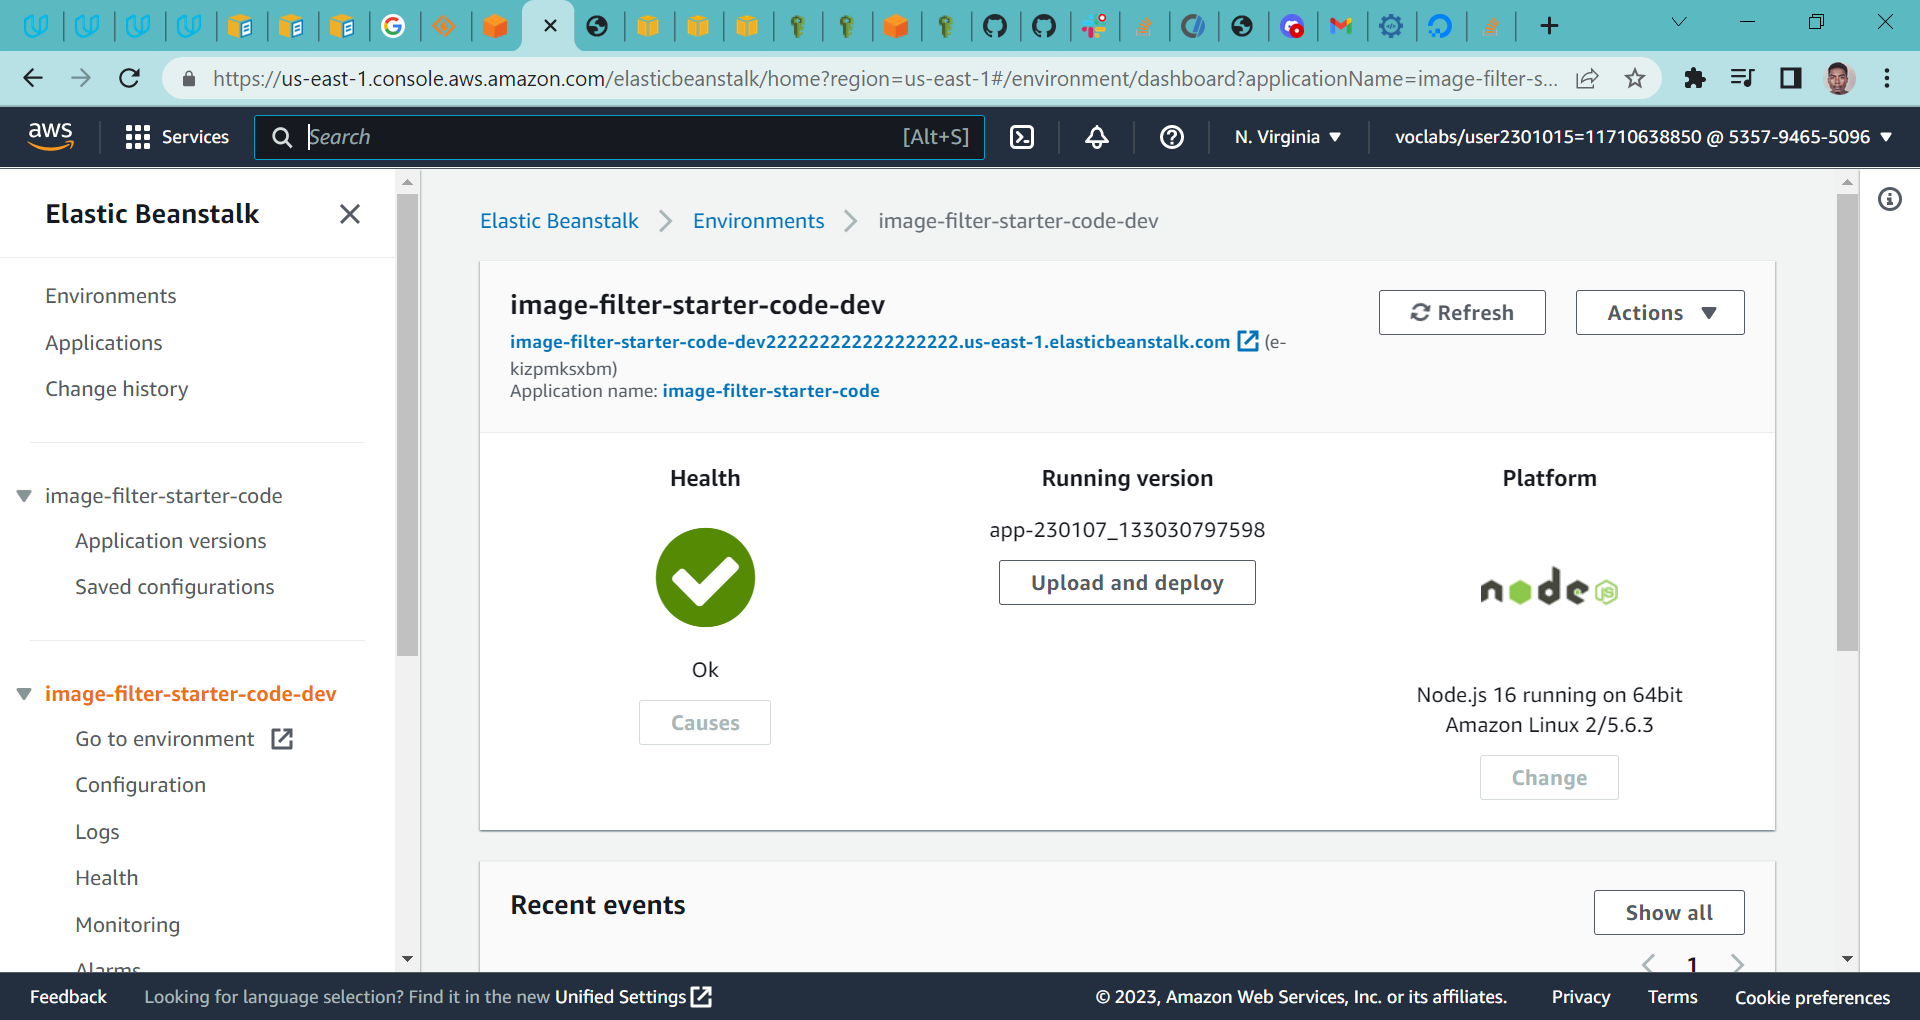 https://us-east-1.console.aws.amazon.com/elasticbeanstalk/home?region=us-east-1#/environment/dashboard?applicationName=image-filter-s...
aws
Services
Search
[Alt+S]
N. Virginia
voclabs/user2301015=11710638850 @ 5357-9465-5096
Elastic Beanstalk
Environments
Applications
Change history
image-filter-starter-code
Application versions
Saved configurations
image-filter-starter-code-dev
Go to environment
Configuration
Logs
Health
Monitoring
Alarms
Elastic Beanstalk
Environments
image-filter-starter-code-dev
image-filter-starter-code-dev
image-filter-starter-code-dev222222222222222222.us-east-1.elasticbeanstalk.com (e-
kizpmksxbm)
Application name: image-filter-starter-code
Refresh
Actions
Health
Ok
Causes
Running version
app-230107_133030797598
Upload and deploy
Platform
node
JS
Node.js 16 running on 64bit
Amazon Linux 2/5.6.3
Change
Recent events
Show all
1
Feedback
Looking for language selection? Find it in the new Unified Settings
© 2023, Amazon Web Services, Inc. or its affiliates.
Privacy
Terms
Cookie preferences